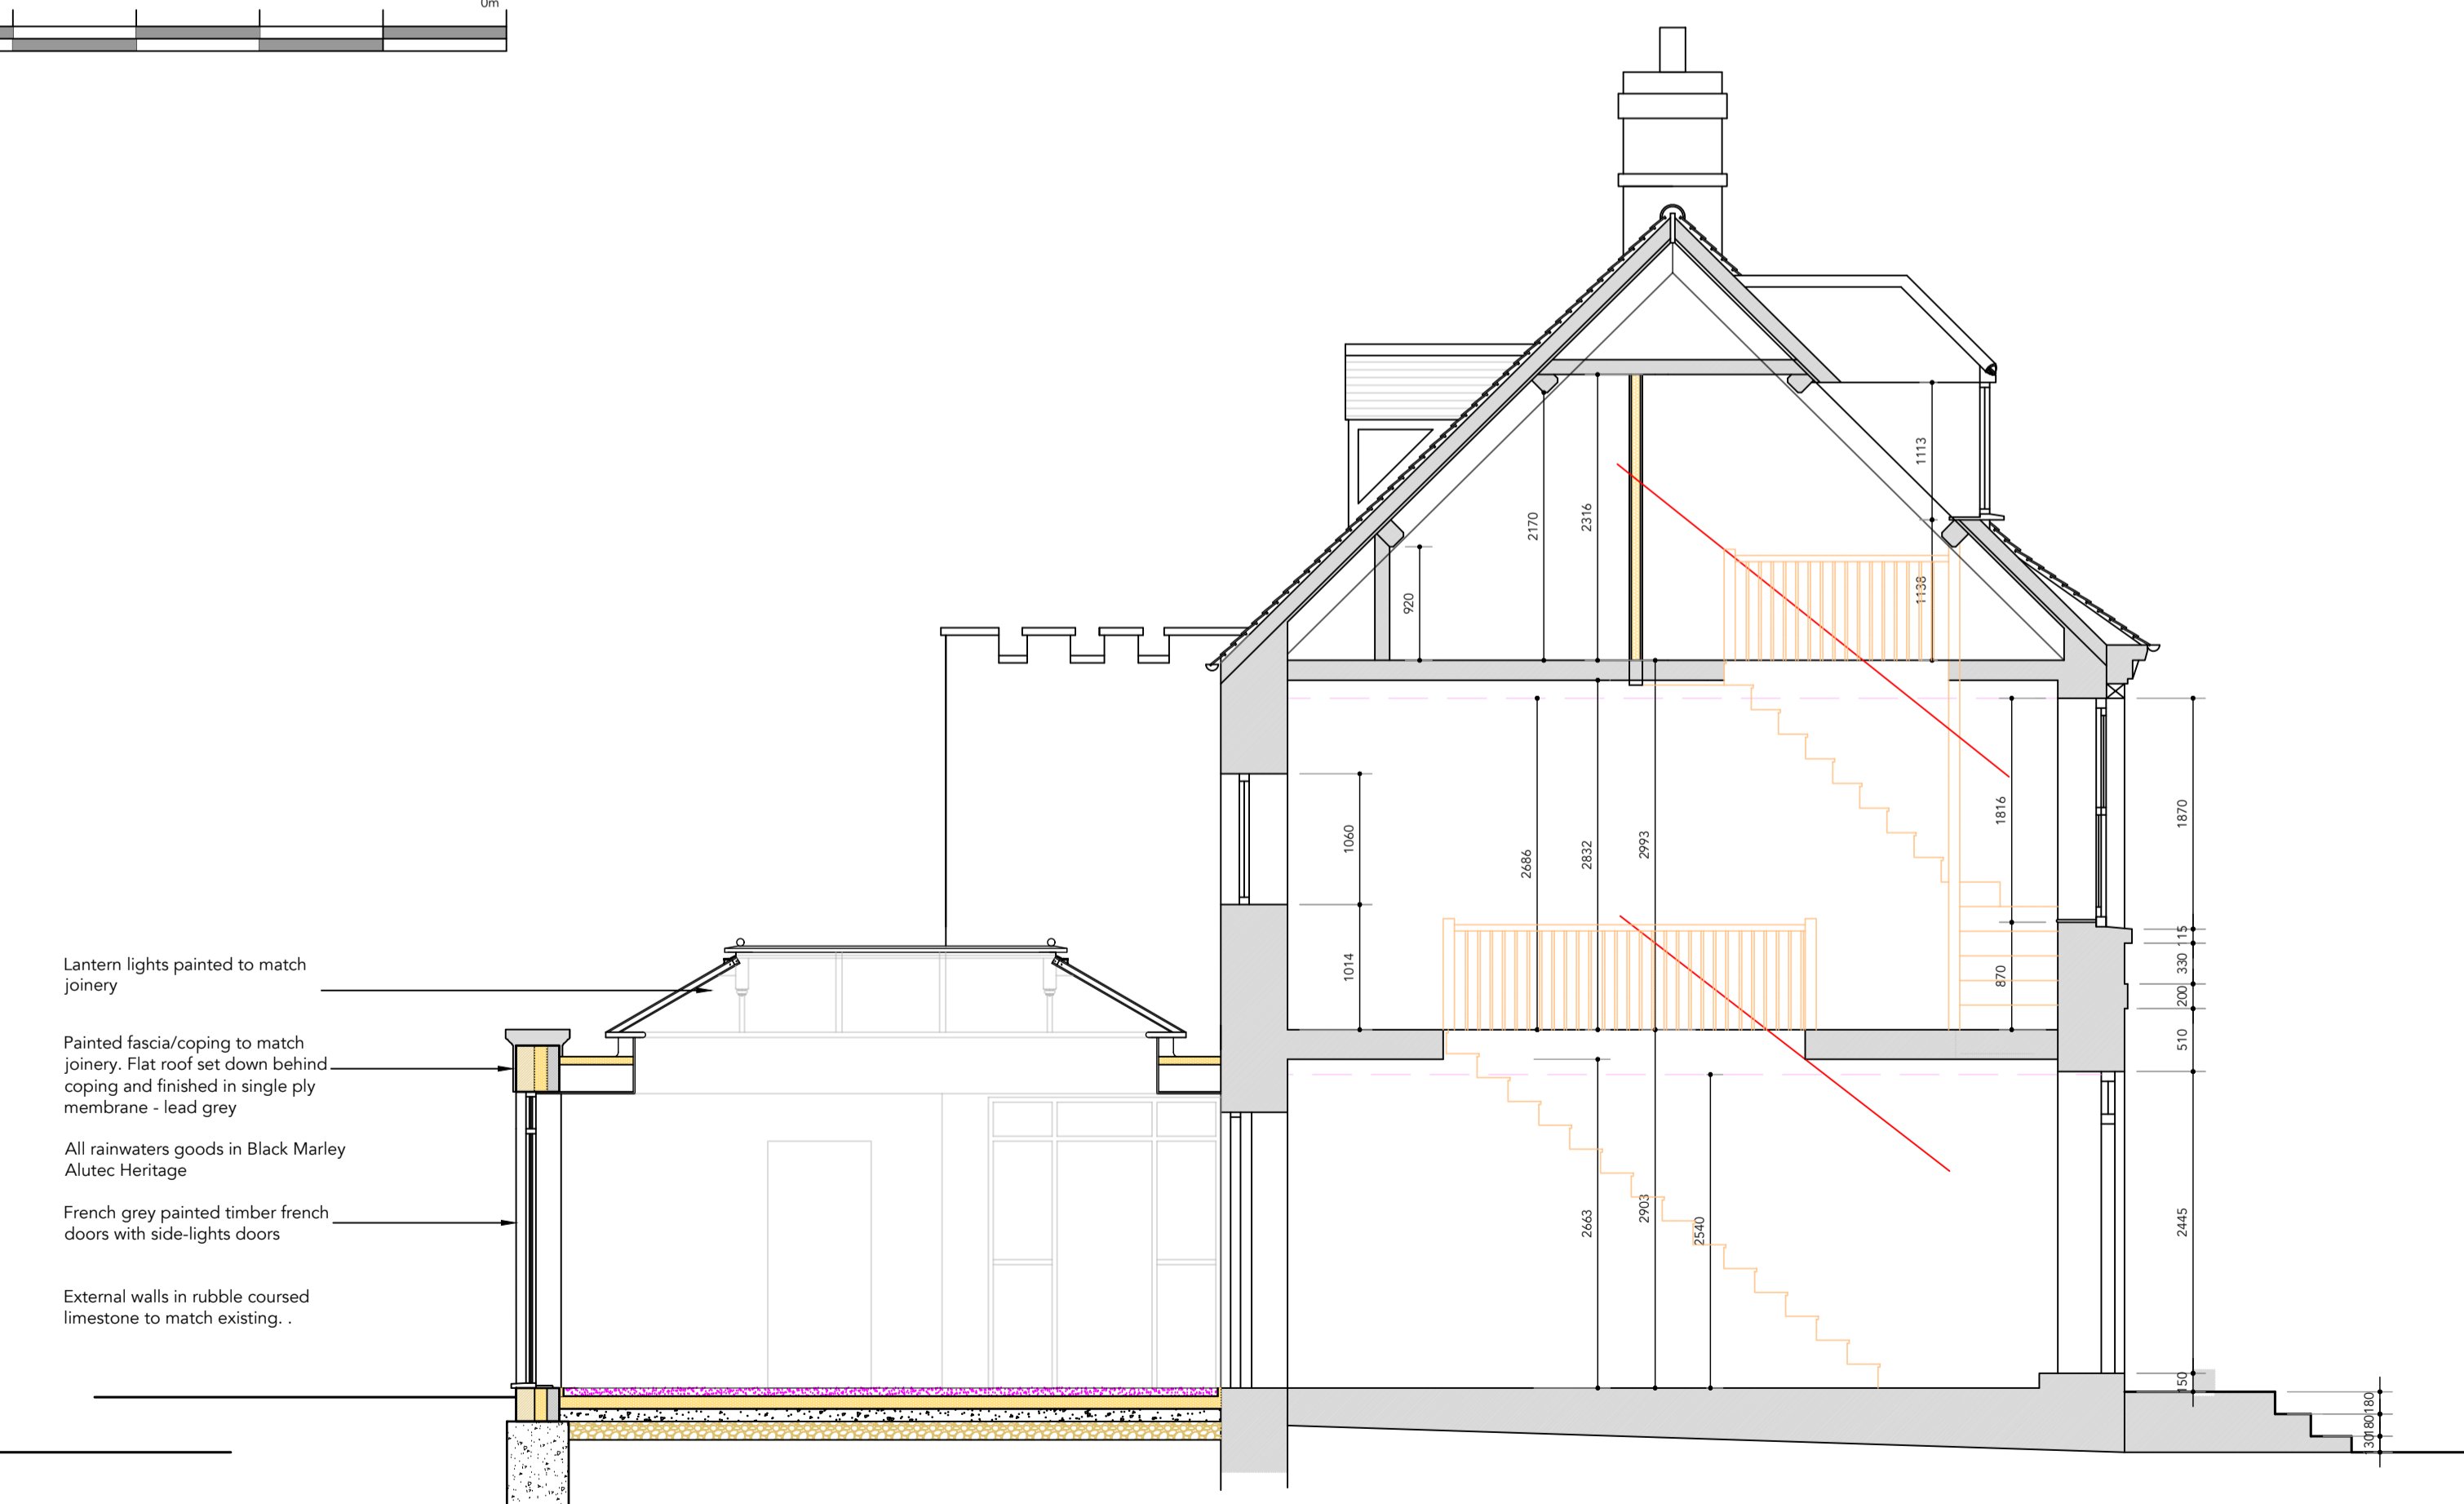 0m
Lantern lights painted to match
joinery
Painted fascia/coping to match
joinery. Flat roof set down behind
coping and finished in single ply
membrane - lead grey
All rainwaters goods in Black Marley
Alutec Heritage
French grey painted timber french
doors with side-lights doors
External walls in rubble coursed
limestone to match existing. .
1113
2170
2316
920
1138
1060
2686
2832
2993
1816
1870
1014
870
115
330
200
510
2663
2903
2540
2445
150
180
180
130